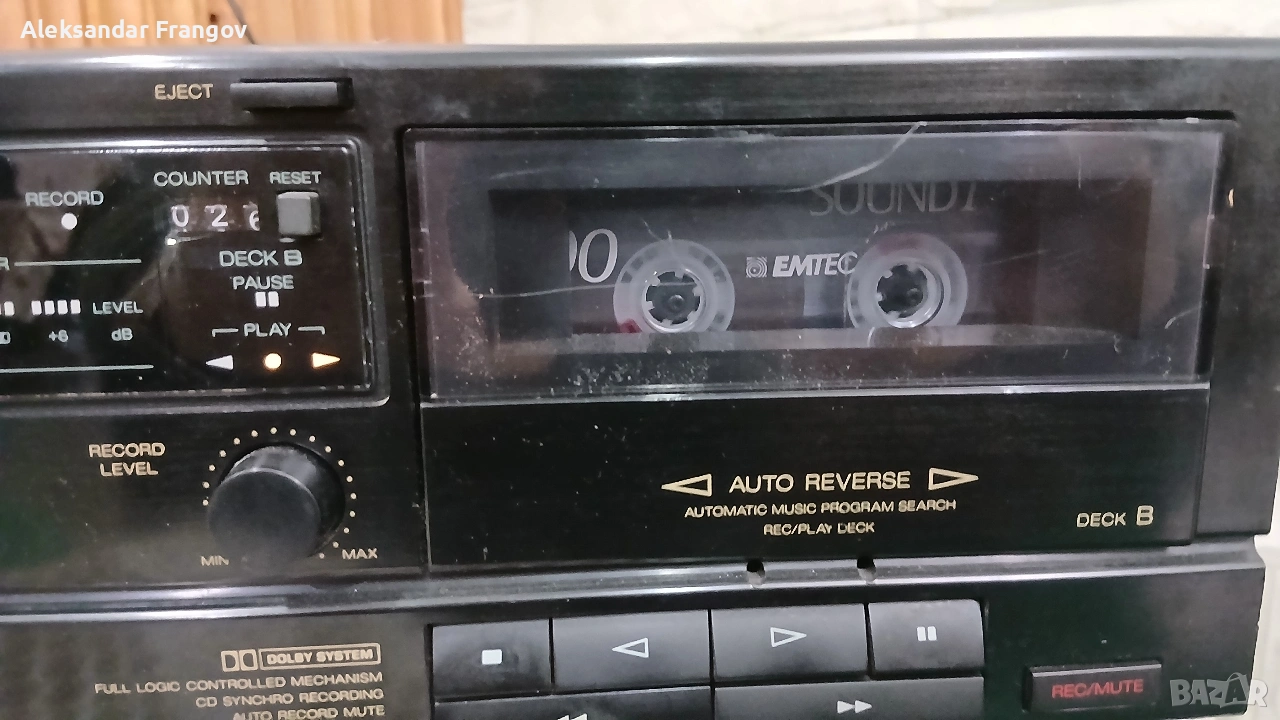 Aleksandar Frangov
EJECT
COUNTER RESET
RECORD
0 2
DECK B
PAUSE
LEVEL
+6 dB
PLAY
EMTEC
RECORD
LEVEL
MIN MAX
AUTO REVERSE
AUTOMATIC MUSIC PROGRAM SEARCH
REC/PLAY DECK
DECK B
DOLBY SYSTEM
FULL LOGIC CONTROLLED MECHANISM
CD SYNCHRO RECORDING
AUTO RECORD MUTE
REC/MUTE
BAZAR